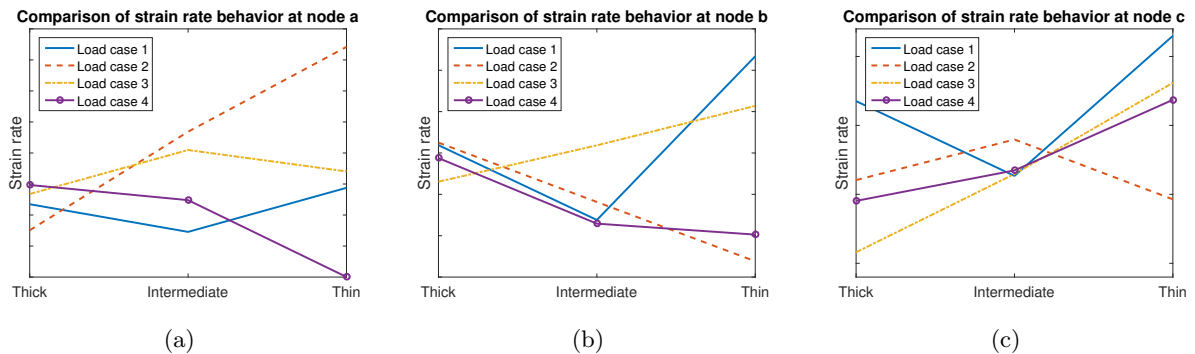 Comparison of strain rate behavior at node a
Load case 1
Load case 2
Load case 3
Load case 4
Strain rate
Thick
Intermediate
Thin
(a)
Comparison of strain rate behavior at node b
Load case 1
Load case 2
Load case 3
Load case 4
Strain rate
Thick
Intermediate
Thin
(b)
Comparison of strain rate behavior at node c
Load case 1
Load case 2
Load case 3
Load case 4
Strain rate
Thick
Intermediate
Thin
(c)